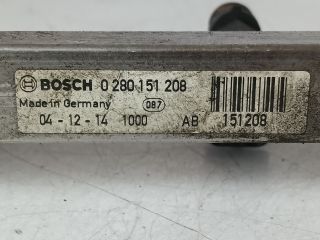 BOSCH 0 280 151 208
Made in Germany 087
04 - 12 - 14 1000 AB 151208